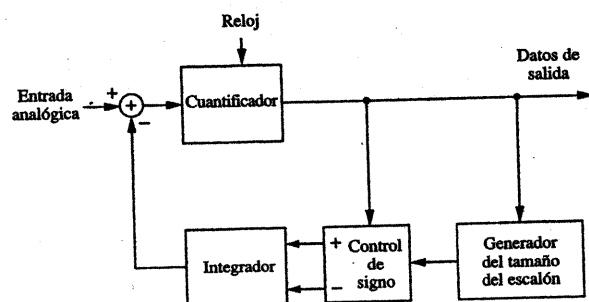 Reloj
Datos de
salida
Entrada
analógica
+
+
−
Cuantificador
Integrador
+
−
Control
de
signo
Generador
del tamaño
del escalón